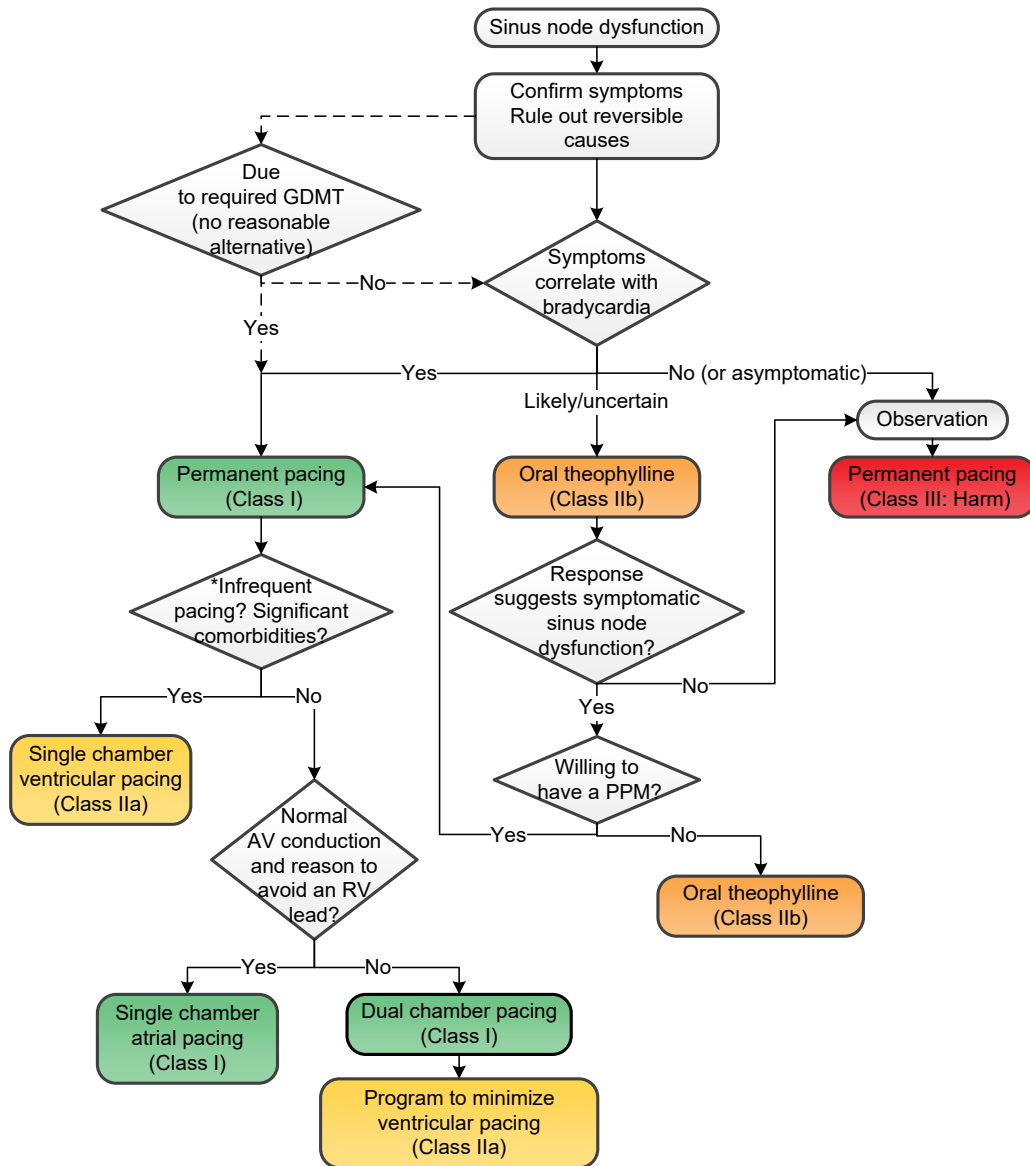 Sinus node dysfunction
Confirm symptoms
Rule out reversible
causes
Due
to required GDMT
(no reasonable
alternative)
Symptoms
correlate with
bradycardia
No
Yes
Yes
No (or asymptomatic)
Likely/uncertain
Observation
Permanent pacing
(Class I)
Oral theophylline
(Class IIb)
Permanent pacing
(Class III: Harm)
*Infrequent
pacing? Significant
comorbidities?
Response
suggests symptomatic
sinus node
dysfunction?
Yes
No
No
Yes
Single chamber
ventricular pacing
(Class IIa)
Willing to
have a PPM?
Normal
AV conduction
and reason to
avoid an RV
lead?
Yes
No
Oral theophylline
(Class IIb)
Yes
No
Single chamber
atrial pacing
(Class I)
Dual chamber pacing
(Class I)
Program to minimize
ventricular pacing
(Class IIa)